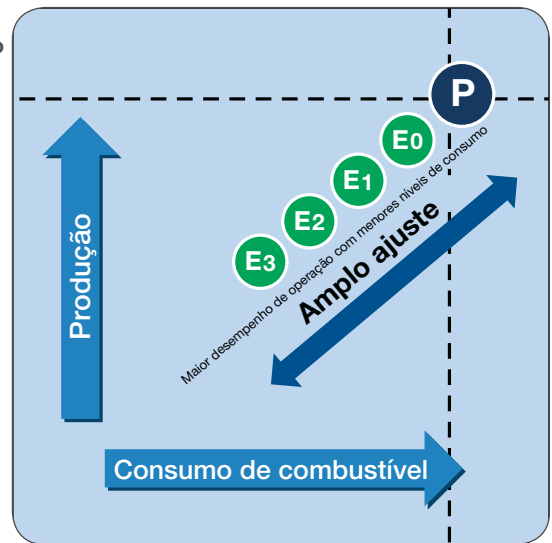 P
E0
E1
E2
E3
Maior desempenho de operação com menores níveis de consumo
Amplo ajuste
Produção
Consumo de combustível